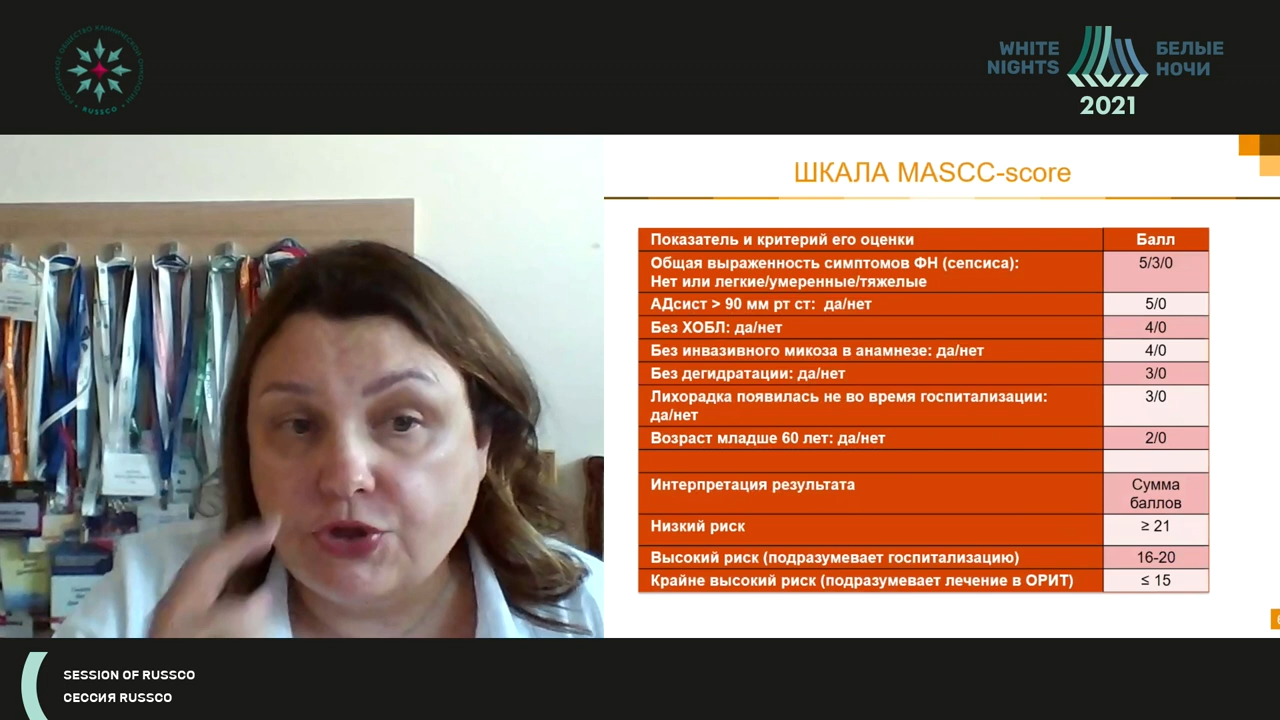 РОССИЙСКОЕ ОБЩЕСТВО КЛИНИЧЕСКОЙ ОНКОЛОГИИ
RUSSCO
WHITE NIGHTS
БЕЛЫЕ НОЧИ
2021
ШКАЛА MASCC-score
Показатель и критерий его оценки Балл
Общая выраженность симптомов ФН (сепсиса): 5/3/0
Нет или легкие/умеренные/тяжелые
АДсист > 90 мм рт ст: да/нет 5/0
Без ХОБЛ: да/нет 4/0
Без инвазивного микоза в анамнезе: да/нет 4/0
Без дегидратации: да/нет 3/0
Лихорадка появилась не во время госпитализации: 3/0
да/нет
Возраст младше 60 лет: да/нет 2/0
Интерпретация результата Сумма
баллов
Низкий риск ≥ 21
Высокий риск (подразумевает госпитализацию) 16-20
Крайне высокий риск (подразумевает лечение в ОРИТ) ≤ 15
SESSION OF RUSSCO
СЕССИЯ RUSSCO